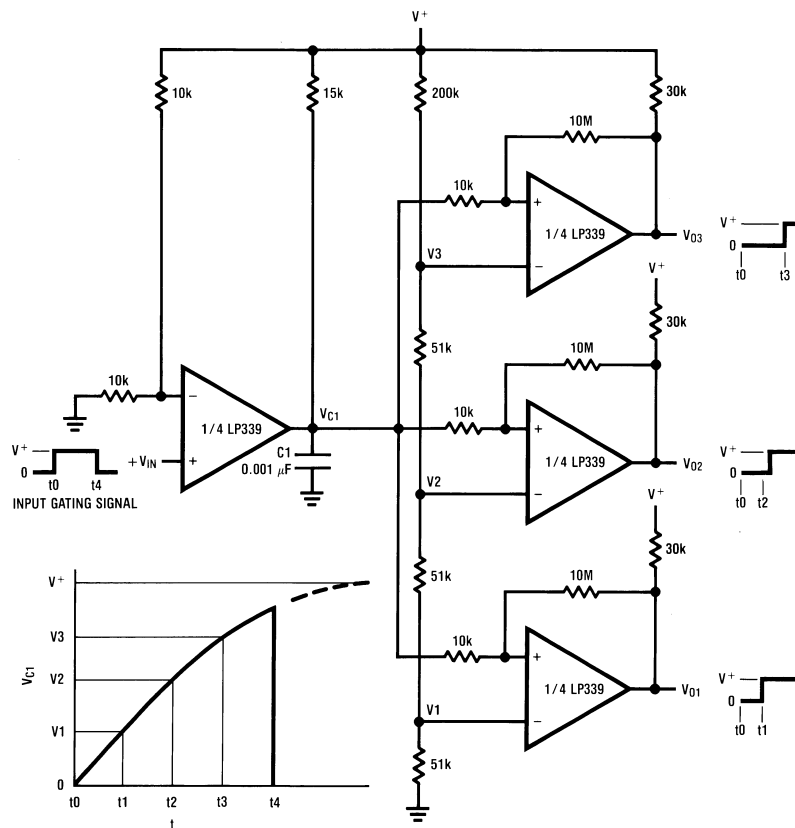 V+
10k
15k
200k
30k
10M
10k
+
1/4 LP339
VO3
V+
0
t0
t3
V3
−
V+
30k
51k
10M
10k
10k
−
1/4 LP339
VC1
+
1/4 LP339
VO2
V+
0
t0
t2
V+
0
t0
t4
+VIN
+
C1
0.001 μF
V2
−
INPUT GATING SIGNAL
V+
30k
51k
10M
10k
+
1/4 LP339
VO1
V+
0
t0
t1
V1
−
51k
V+
V3
V2
V1
0
VC1
t0
t1
t2
t3
t4
t